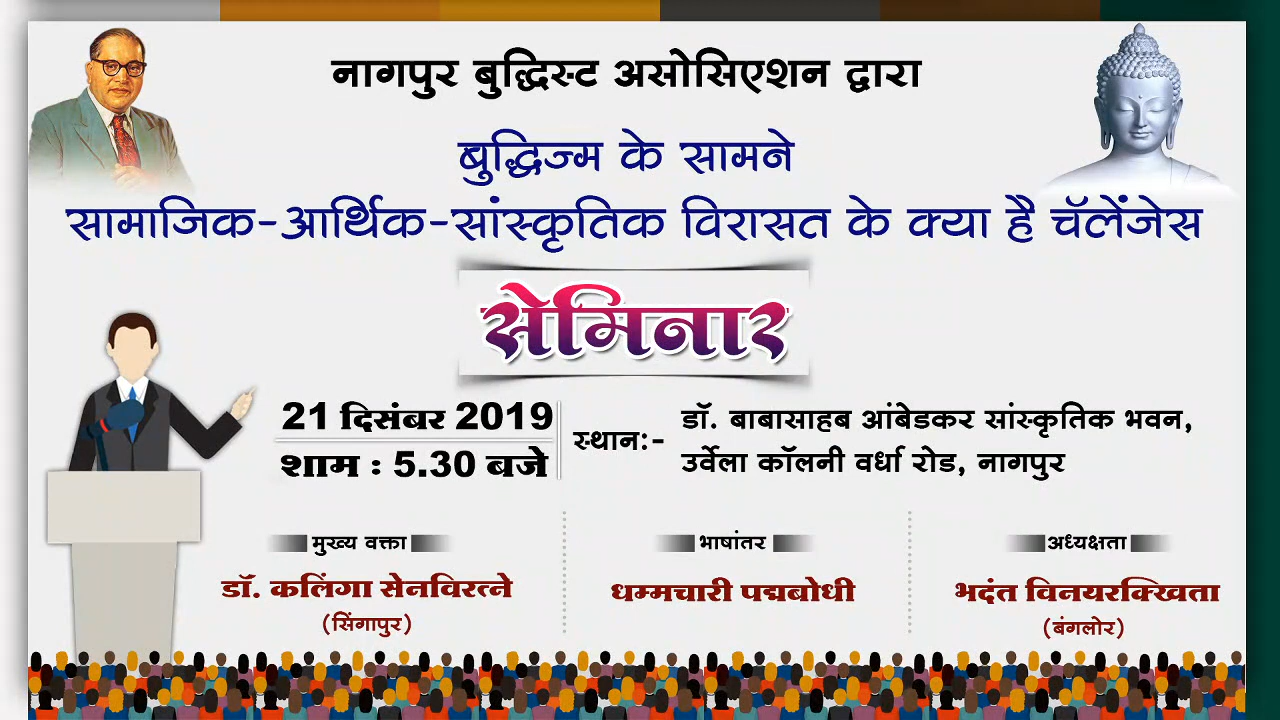 नागपुर बुद्धिस्ट असोसिएशन द्वारा
बुद्धिज्म के सामने
सामाजिक-आर्थिक-सांस्कृतिक विरासत के क्या है चॅलेंजेस
सेमिनार
21 दिसंबर 2019
शाम : 5.30 बजे
स्थान:-
डॉ. बाबासाहब आंबेडकर सांस्कृतिक भवन,
उर्वेला कॉलनी वर्धा रोड, नागपुर
मुख्य वक्ता
डॉ. कलिंगा सेनविरत्ने
(सिंगापुर)
भाषांतर
धम्मचारी पद्मबोधी
अध्यक्षता
भदंत विनयरक्खिता
(बंगलोर)